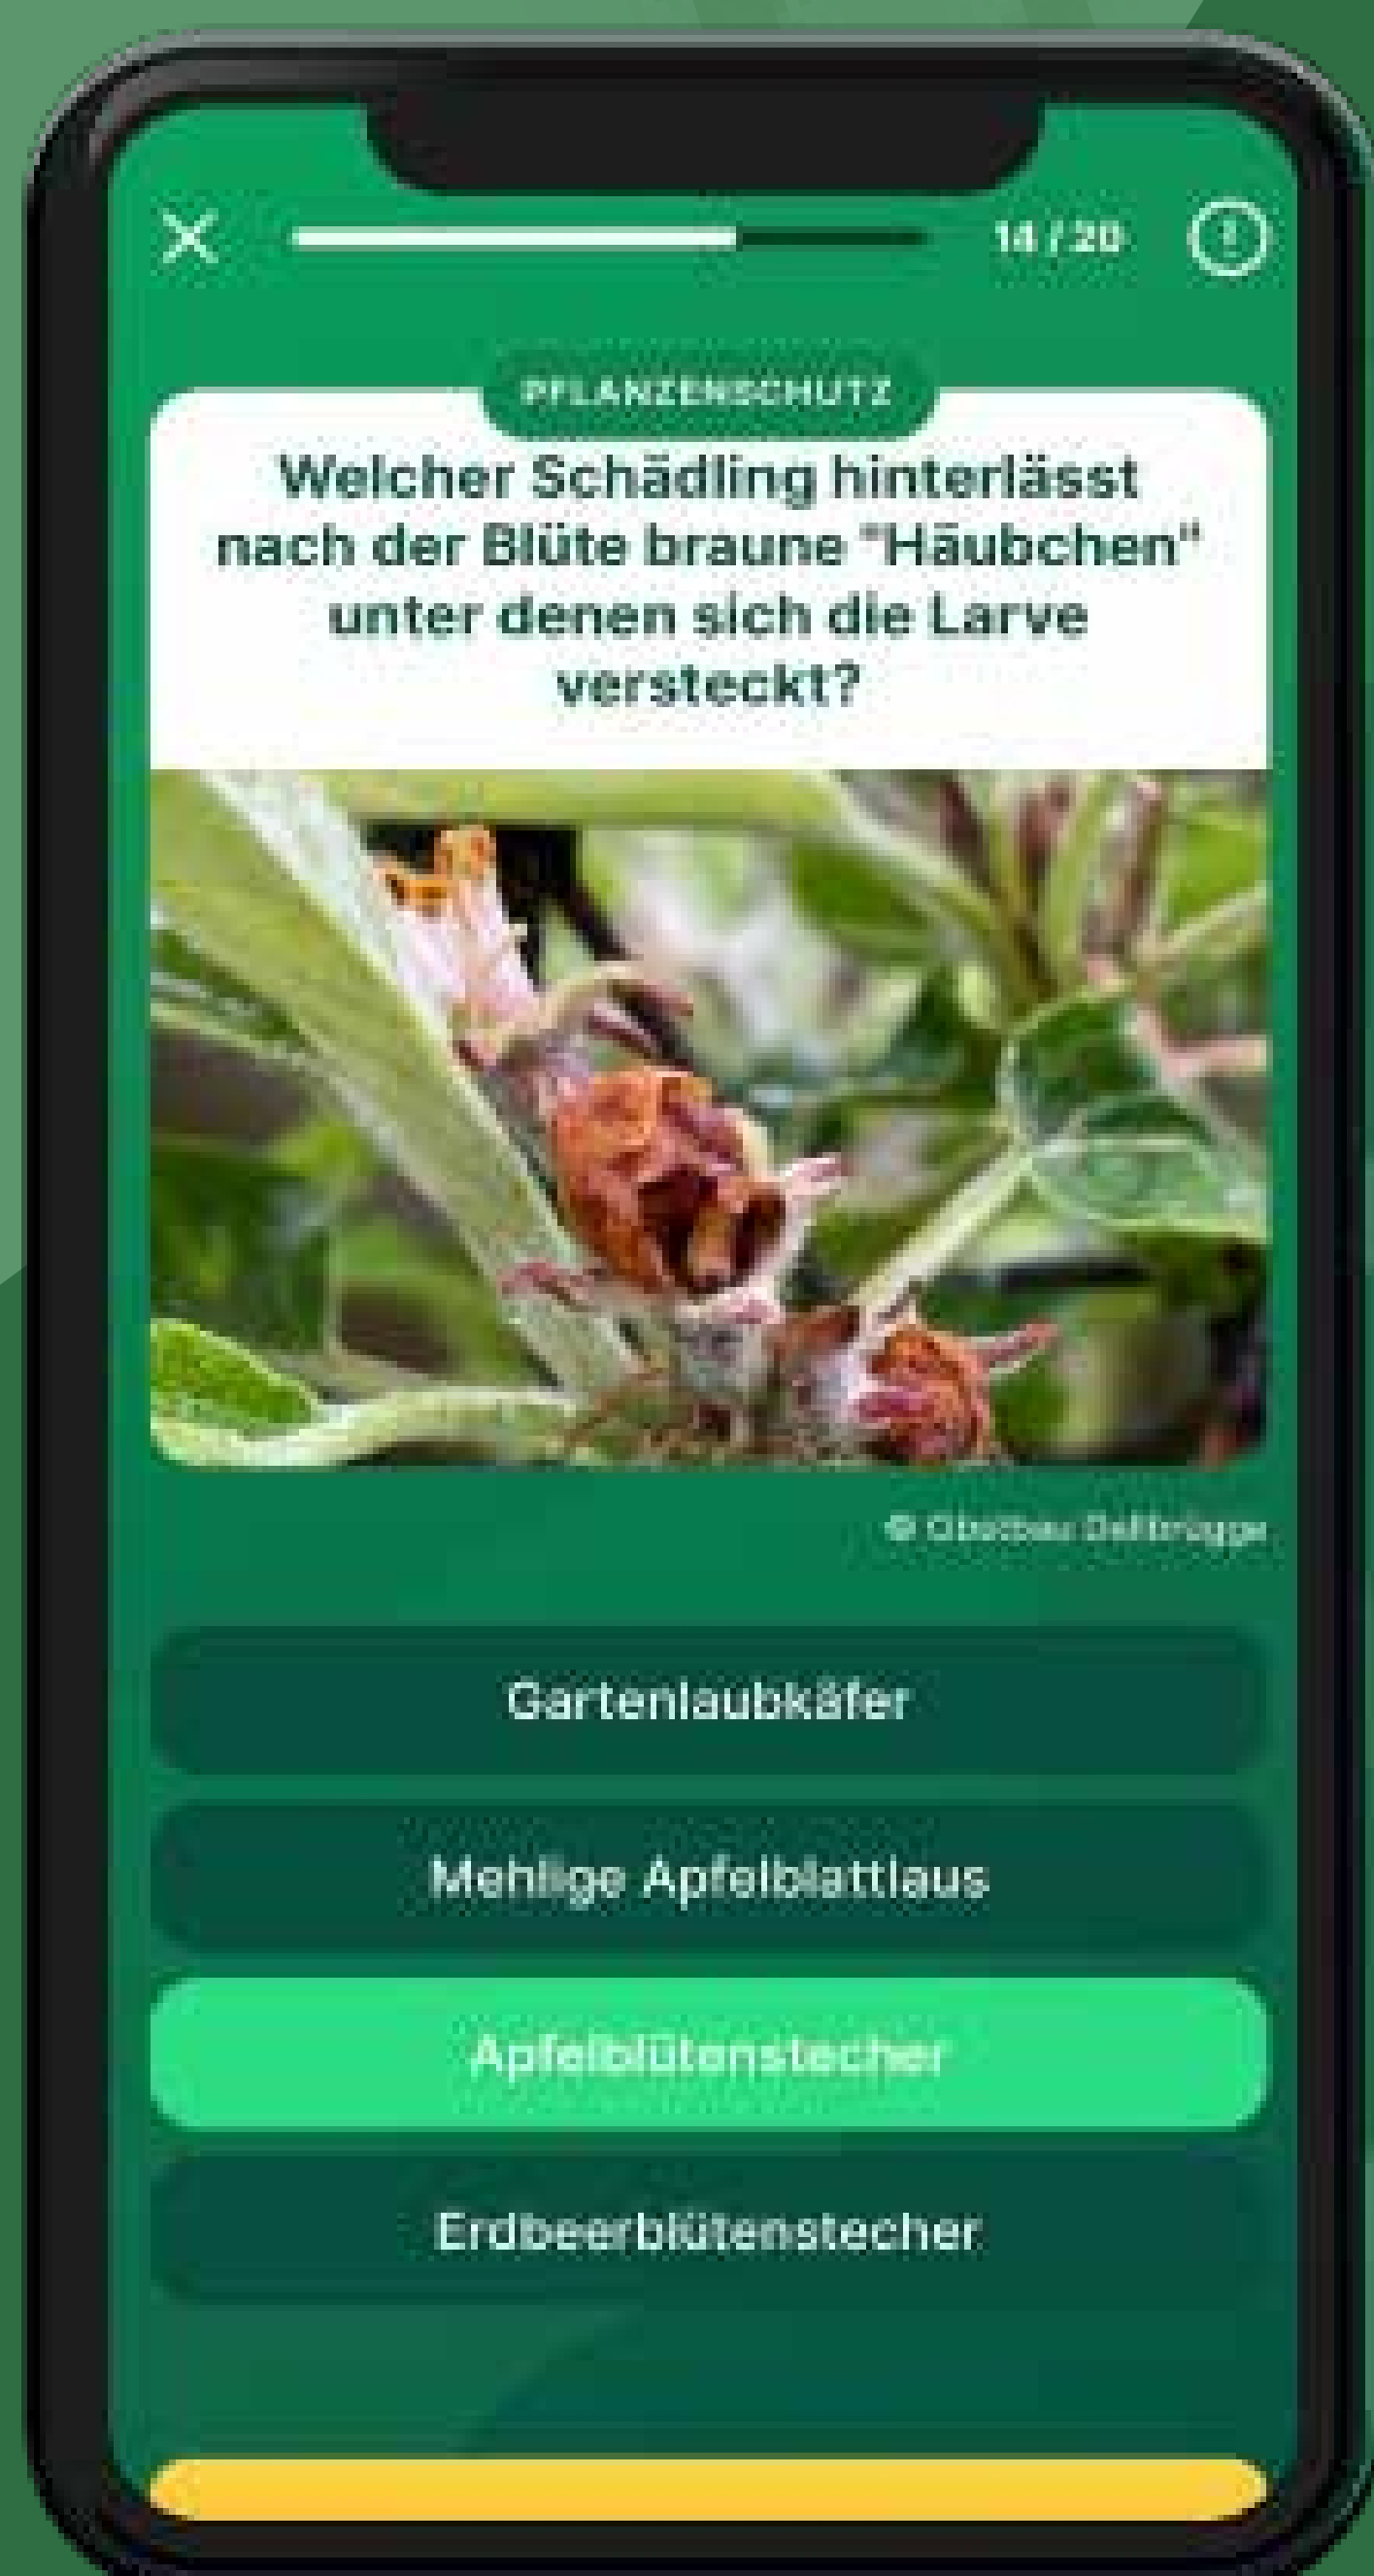 14 / 20
PFLANZENSCHUTZ
Welcher Schädling hinterlässt
nach der Blüte braune "Häubchen"
unter denen sich die Larve
versteckt?
© Obstbau
Gartenlaubkäfer
Mehlige Apfelblattlaus
Apfelblütenstecher
Erdbeerblütenstecher